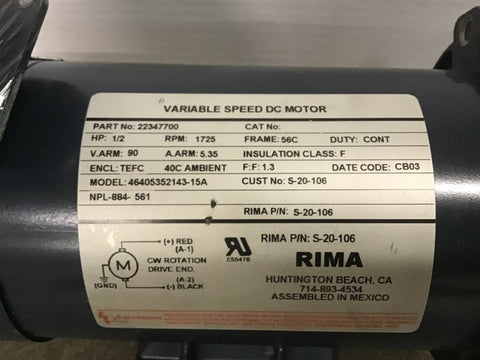 VARIABLE SPEED DC MOTOR
PART No: 22347700 CAT No:
HP: 1/2 RPM: 1725 FRAME: 56C DUTY: CONT
V.ARM: 90 A.ARM: 5.35 INSULATION CLASS: F
ENCL: TEFC 40C AMBIENT F:F: 1.3 DATE CODE: CB03
MODEL: 46405352143-15A CUST No: S-20-106
NPL-884- 561
RIMA P/N: S-20-106
(+) RED
(A-1)
CW ROTATION
DRIVE END.
M
(GND)
(A-2)
(-) BLACK
RU
E55478
RIMA P/N: S-20-106
RIMA
HUNTINGTON BEACH, CA
714-893-4534
ASSEMBLED IN MEXICO
WARNING